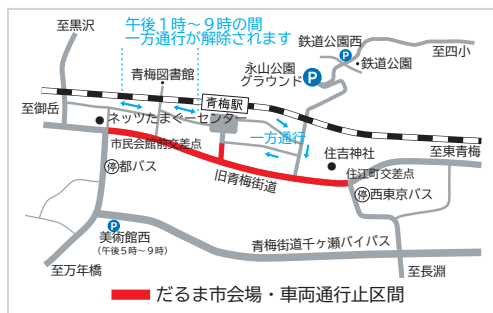 至黒沢
午後１時～９時の間
一方通行が解除されます
鉄道公園西
P
至四小
永山公園
グラウンド
P
鉄道公園
青梅図書館
至御岳
青梅駅
ネッツたまぐーセンター
一方通行
市民会館前交差点
住吉神社
至東青梅
停都バス
旧青梅街道
住江町交差点
停西東京バス
P
美術館西
（午後５時～９時）
青梅街道千ヶ瀬バイパス
至万年橋
至長淵
だるま市会場・車両通行止区間